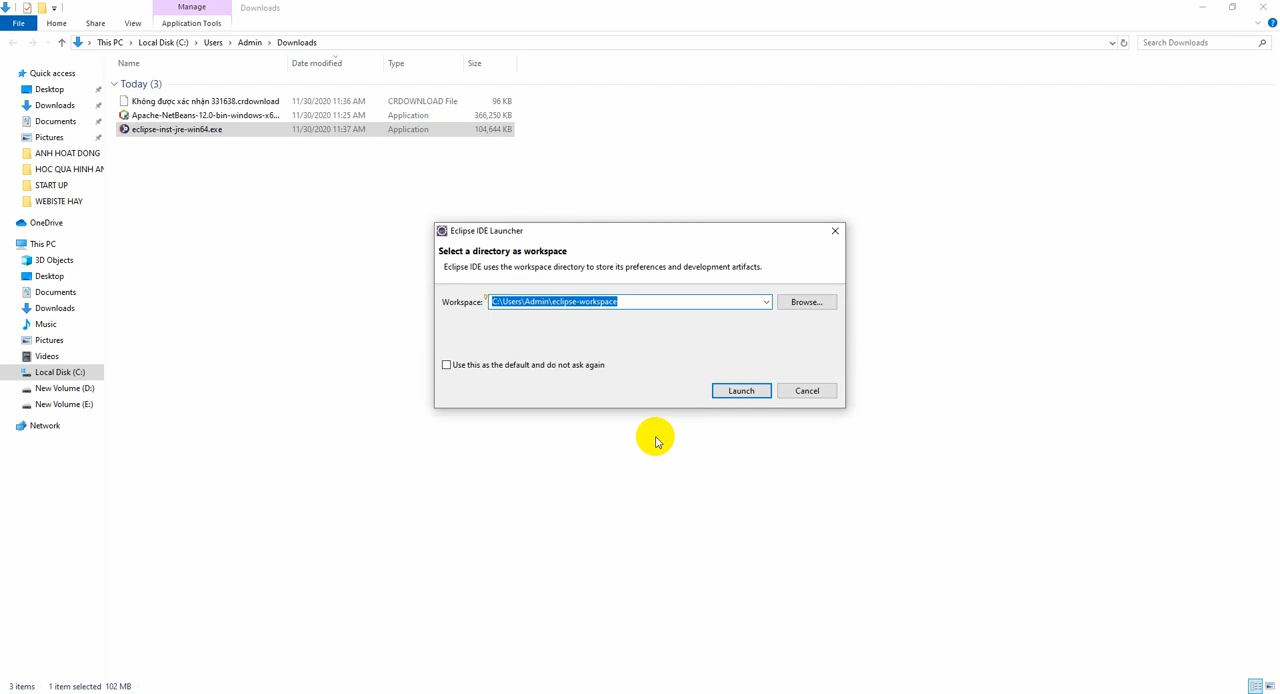 Manage
Downloads
File
Home
Share
View
Application Tools
This PC
Local Disk (C:)
Users
Admin
Downloads
Search Downloads
Name
Date modified
Type
Size
Today (3)
Không được xác nhận 331638.crdownload
11/30/2020 11:36 AM
CRDOWNLOAD File
96 KB
Apache-NetBeans-12.0-bin-windows-x6...
11/30/2020 11:25 AM
Application
366,250 KB
eclipse-inst-jre-win64.exe
11/30/2020 11:37 AM
Application
104,644 KB
Quick access
Desktop
Downloads
Documents
Pictures
ANH HOAT DONG
HOC QUA HINH AN
START UP
WEBISTE HAY
OneDrive
This PC
3D Objects
Desktop
Documents
Downloads
Music
Pictures
Videos
Local Disk (C:)
New Volume (D:)
New Volume (E:)
Network
Eclipse IDE Launcher
Select a directory as workspace
Eclipse IDE uses the workspace directory to store its preferences and development artifacts.
Workspace:
C:\Users\Admin\eclipse-workspace
Browse...
Use this as the default and do not ask again
Launch
Cancel
3 items
1 item selected 102 MB